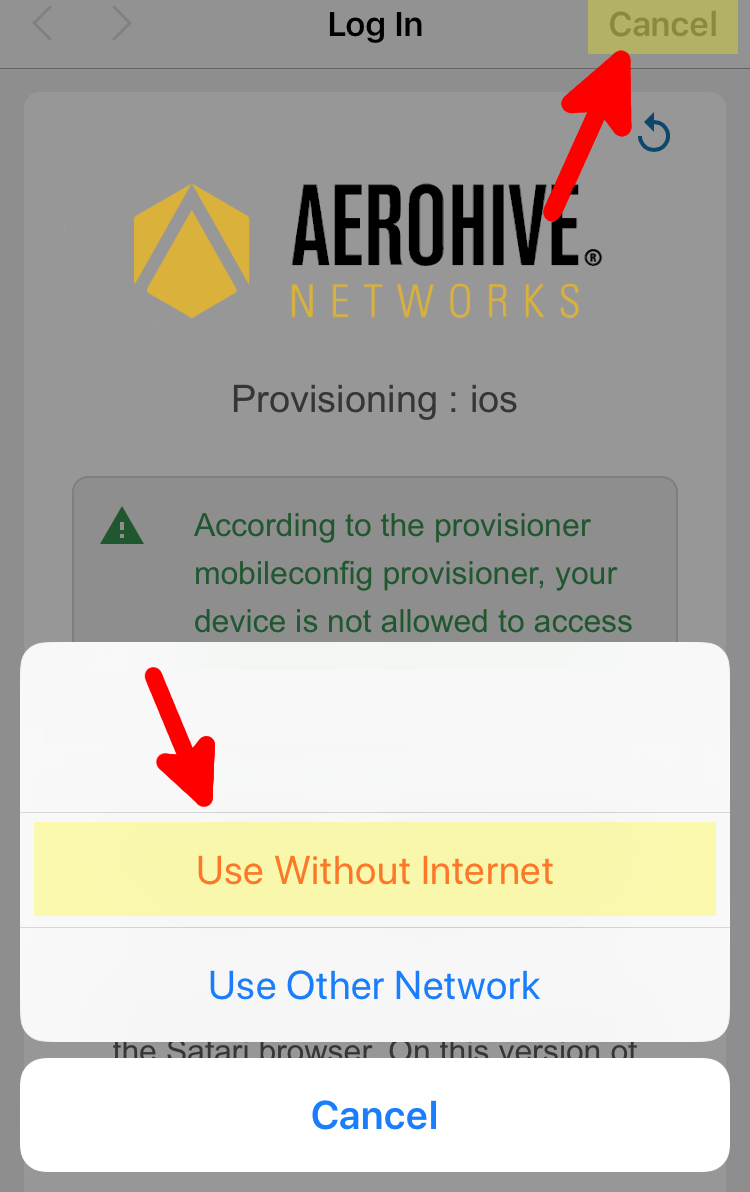 Log In
Cancel
AEROHIVE®
NETWORKS
Provisioning : ios
According to the provisioner
mobileconfig provisioner, your
device is not allowed to access
Use Without Internet
Use Other Network
the Safari browser. On this version of
Cancel